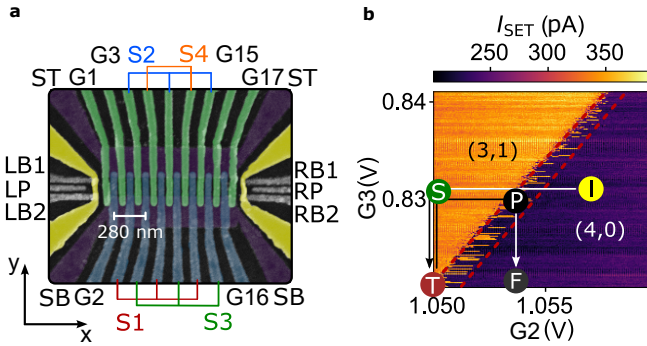 a
G3 S2 S4 G15
ST G1 G17 ST
LB1
LP
LB2
RB1
RP
RB2
280 nm
y
x
SB G2 G16 SB
S1 S3
b
I_SET (pA)
250 300 350
0.84
0.83
G3 (V)
(3,1)
(4,0)
S
P
I
T
F
1.050 1.055
G2 (V)